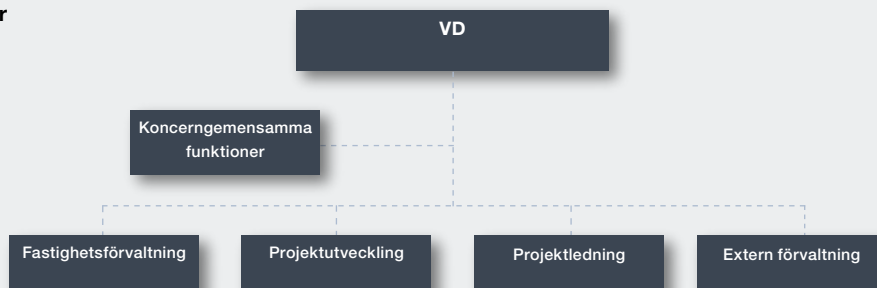 VD
Koncerngemensamma
funktioner
Fastighetsförvaltning
Projektutveckling
Projektledning
Extern förvaltning